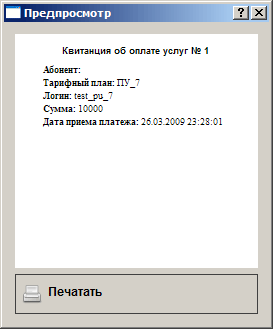 Предпросмотр
Квитанция об оплате услуг № 1
Абонент:
Тарифный план: ПУ_7
Логин: test_pu_7
Сумма: 10000
Дата приема платежа: 26.03.2009 23:28:01
Печатать